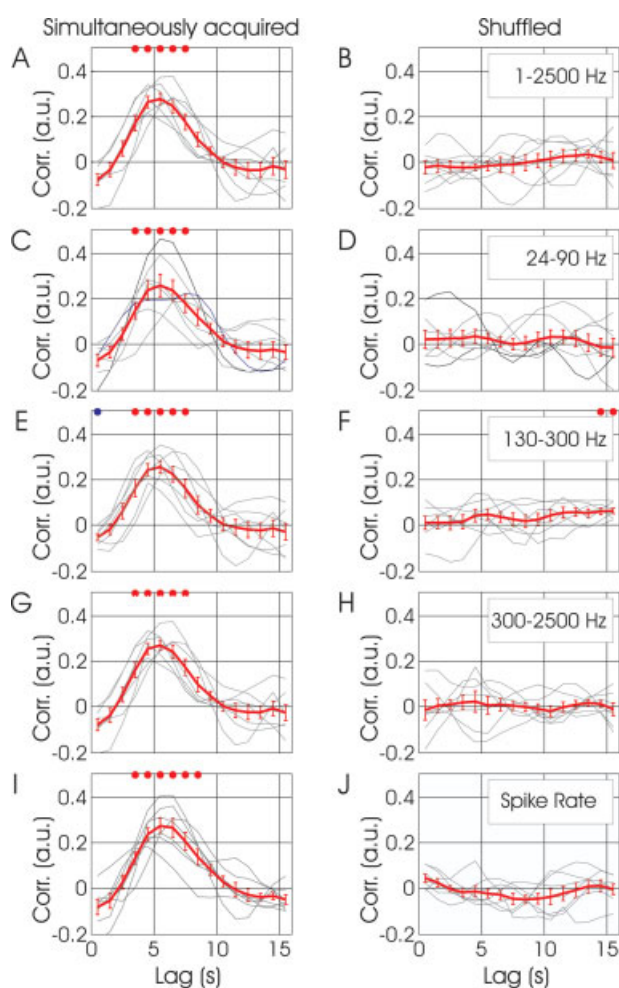 Simultaneously acquired
Shuffled
A
Corr. (a.u.)
0.4
0.2
0
-0.2
B
Corr. (a.u.)
0.4
0.2
0
-0.2
1-2500 Hz
C
Corr. (a.u.)
0.4
0.2
0
-0.2
D
Corr. (a.u.)
0.4
0.2
0
-0.2
24-90 Hz
E
Corr. (a.u.)
0.4
0.2
0
-0.2
F
Corr. (a.u.)
0.4
0.2
0
-0.2
130-300 Hz
G
Corr. (a.u.)
0.4
0.2
0
-0.2
H
Corr. (a.u.)
0.4
0.2
0
-0.2
300-2500 Hz
I
Corr. (a.u.)
0.4
0.2
0
-0.2
0 5 10 15
Lag (s)
J
Corr. (a.u.)
0.4
0.2
0
-0.2
Spike Rate
0 5 10 15
Lag (s)